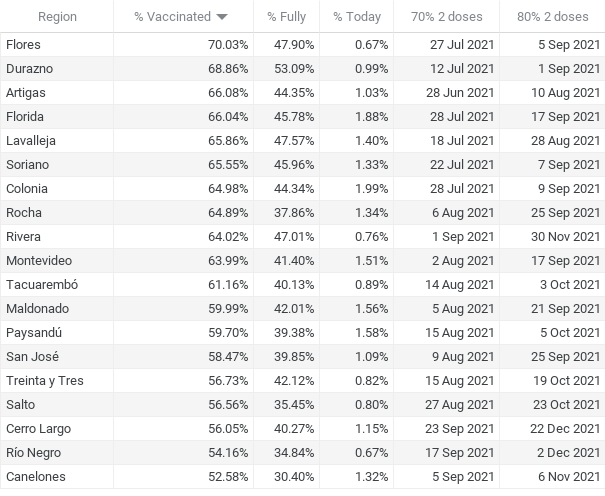 Region % Vaccinated % Fully % Today 70% 2 doses 80% 2 doses
Flores 70.03% 47.90% 0.67% 27 Jul 2021 5 Sep 2021
Durazno 68.86% 53.09% 0.99% 12 Jul 2021 1 Sep 2021
Artigas 66.08% 44.35% 1.03% 28 Jun 2021 10 Aug 2021
Florida 66.04% 45.78% 1.88% 28 Jul 2021 17 Sep 2021
Lavalleja 65.86% 47.57% 1.40% 18 Jul 2021 28 Aug 2021
Soriano 65.55% 45.96% 1.33% 22 Jul 2021 7 Sep 2021
Colonia 64.98% 44.34% 1.99% 28 Jul 2021 9 Sep 2021
Rocha 64.89% 37.86% 1.34% 6 Aug 2021 25 Sep 2021
Rivera 64.02% 47.01% 0.76% 1 Sep 2021 30 Nov 2021
Montevideo 63.99% 41.40% 1.51% 2 Aug 2021 17 Sep 2021
Tacuarembó 61.16% 40.13% 0.89% 14 Aug 2021 3 Oct 2021
Maldonado 59.99% 42.01% 1.56% 5 Aug 2021 21 Sep 2021
Paysandú 59.70% 39.38% 1.58% 15 Aug 2021 5 Oct 2021
San José 58.47% 39.85% 1.09% 9 Aug 2021 25 Sep 2021
Treinta y Tres 56.73% 42.12% 0.82% 15 Aug 2021 19 Oct 2021
Salto 56.56% 35.45% 0.80% 27 Aug 2021 23 Oct 2021
Cerro Largo 56.05% 40.27% 1.15% 23 Sep 2021 22 Dec 2021
Río Negro 54.16% 34.84% 0.67% 17 Sep 2021 2 Dec 2021
Canelones 52.58% 30.40% 1.32% 5 Sep 2021 6 Nov 2021